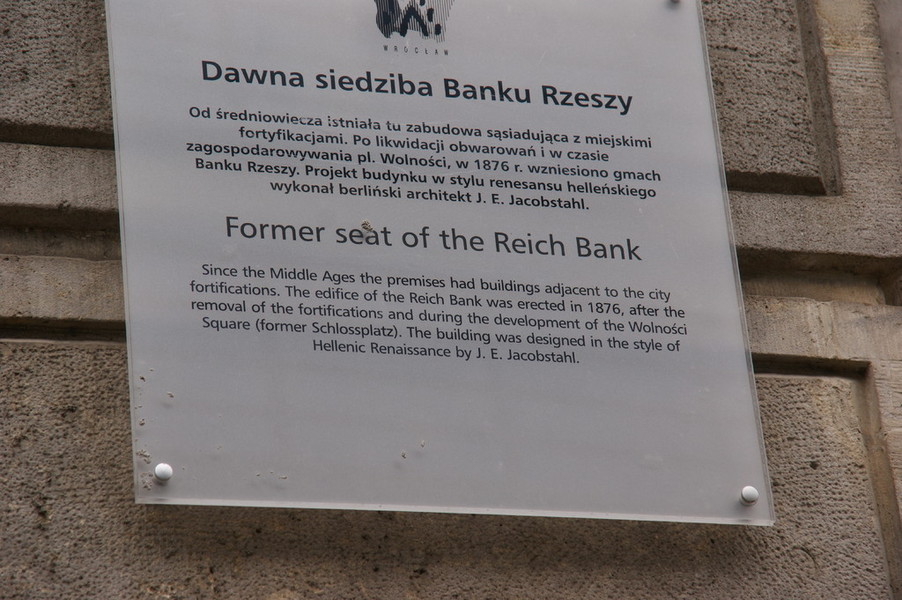 WROCŁAW
Dawna siedziba Banku Rzeszy
Od średniowiecza istniała tu zabudowa sąsiadująca z miejskimi
fortyfikacjami. Po likwidacji obwarowań i w czasie
zagospodarowywania pl. Wolności, w 1876 r. wzniesiono gmach
Banku Rzeszy. Projekt budynku w stylu renesansu helleńskiego
wykonał berliński architekt J. E. Jacobstahl.
Former seat of the Reich Bank
Since the Middle Ages the premises had buildings adjacent to the city
fortifications. The edifice of the Reich Bank was erected in 1876, after the
removal of the fortifications and during the development of the Wolności
Square (former Schlossplatz). The building was designed in the style of
Hellenic Renaissance by J. E. Jacobstahl.